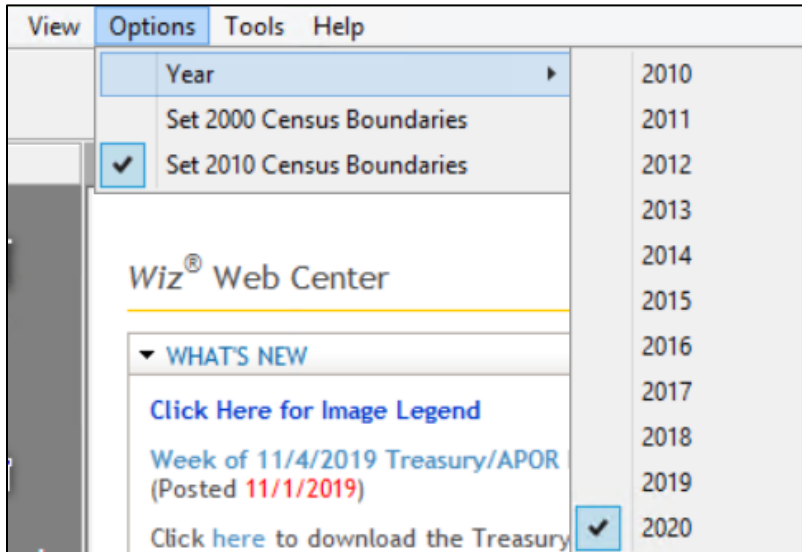 View Options Tools Help
Year
Set 2000 Census Boundaries
Set 2010 Census Boundaries
2010
2011
2012
2013
2014
2015
2016
2017
2018
2019
2020
Wiz® Web Center
WHAT'S NEW
Click Here for Image Legend
Week of 11/4/2019 Treasury/APOR
(Posted 11/1/2019)
Click here to download the Treasury